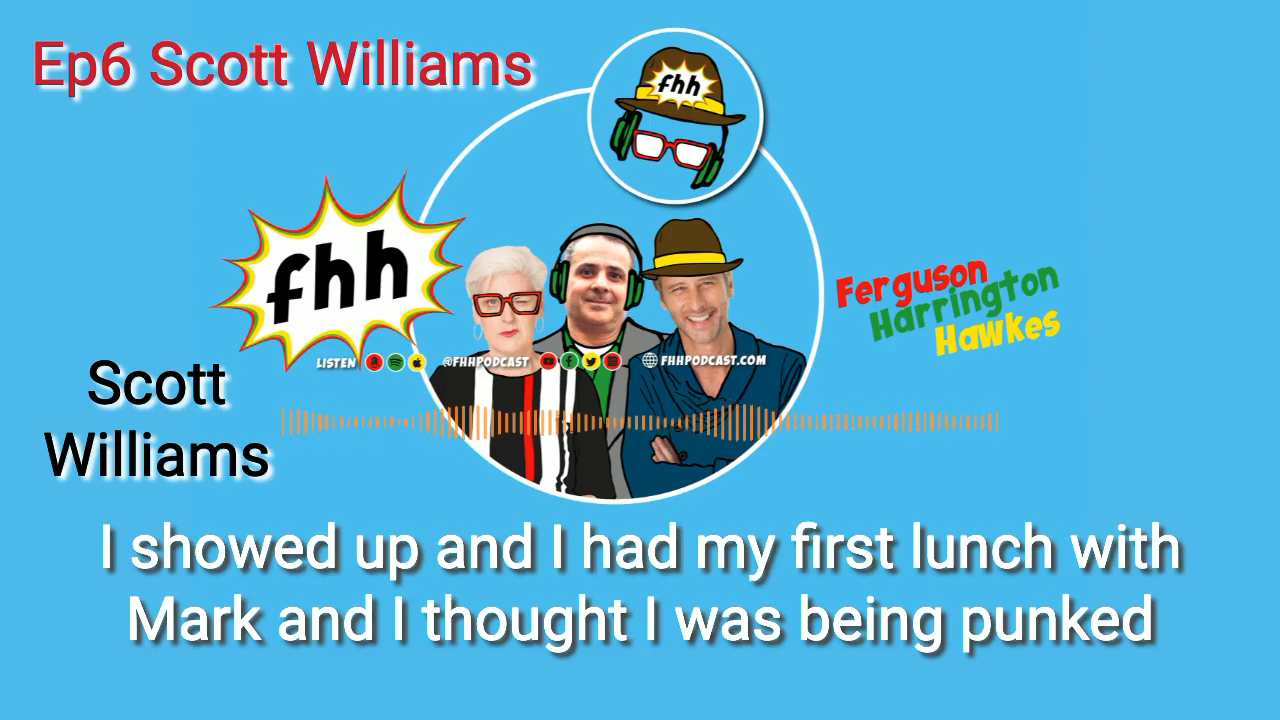 Ep6 Scott Williams
fhh
fhh
Ferguson
Harrington
Hawkes
LISTEN
@FHHPODCAST
FHHPODCAST.COM
Scott
Williams
I showed up and I had my first lunch with
Mark and I thought I was being punked